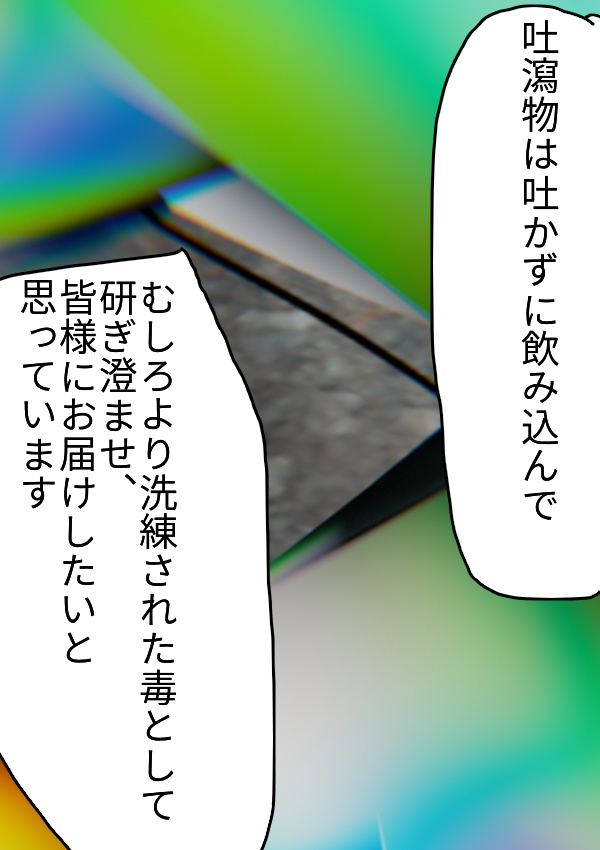 吐瀉物は吐かずに飲み込んで
むしろより洗練された毒として
研ぎ澄ませ、
皆様にお届けしたいと
思っています